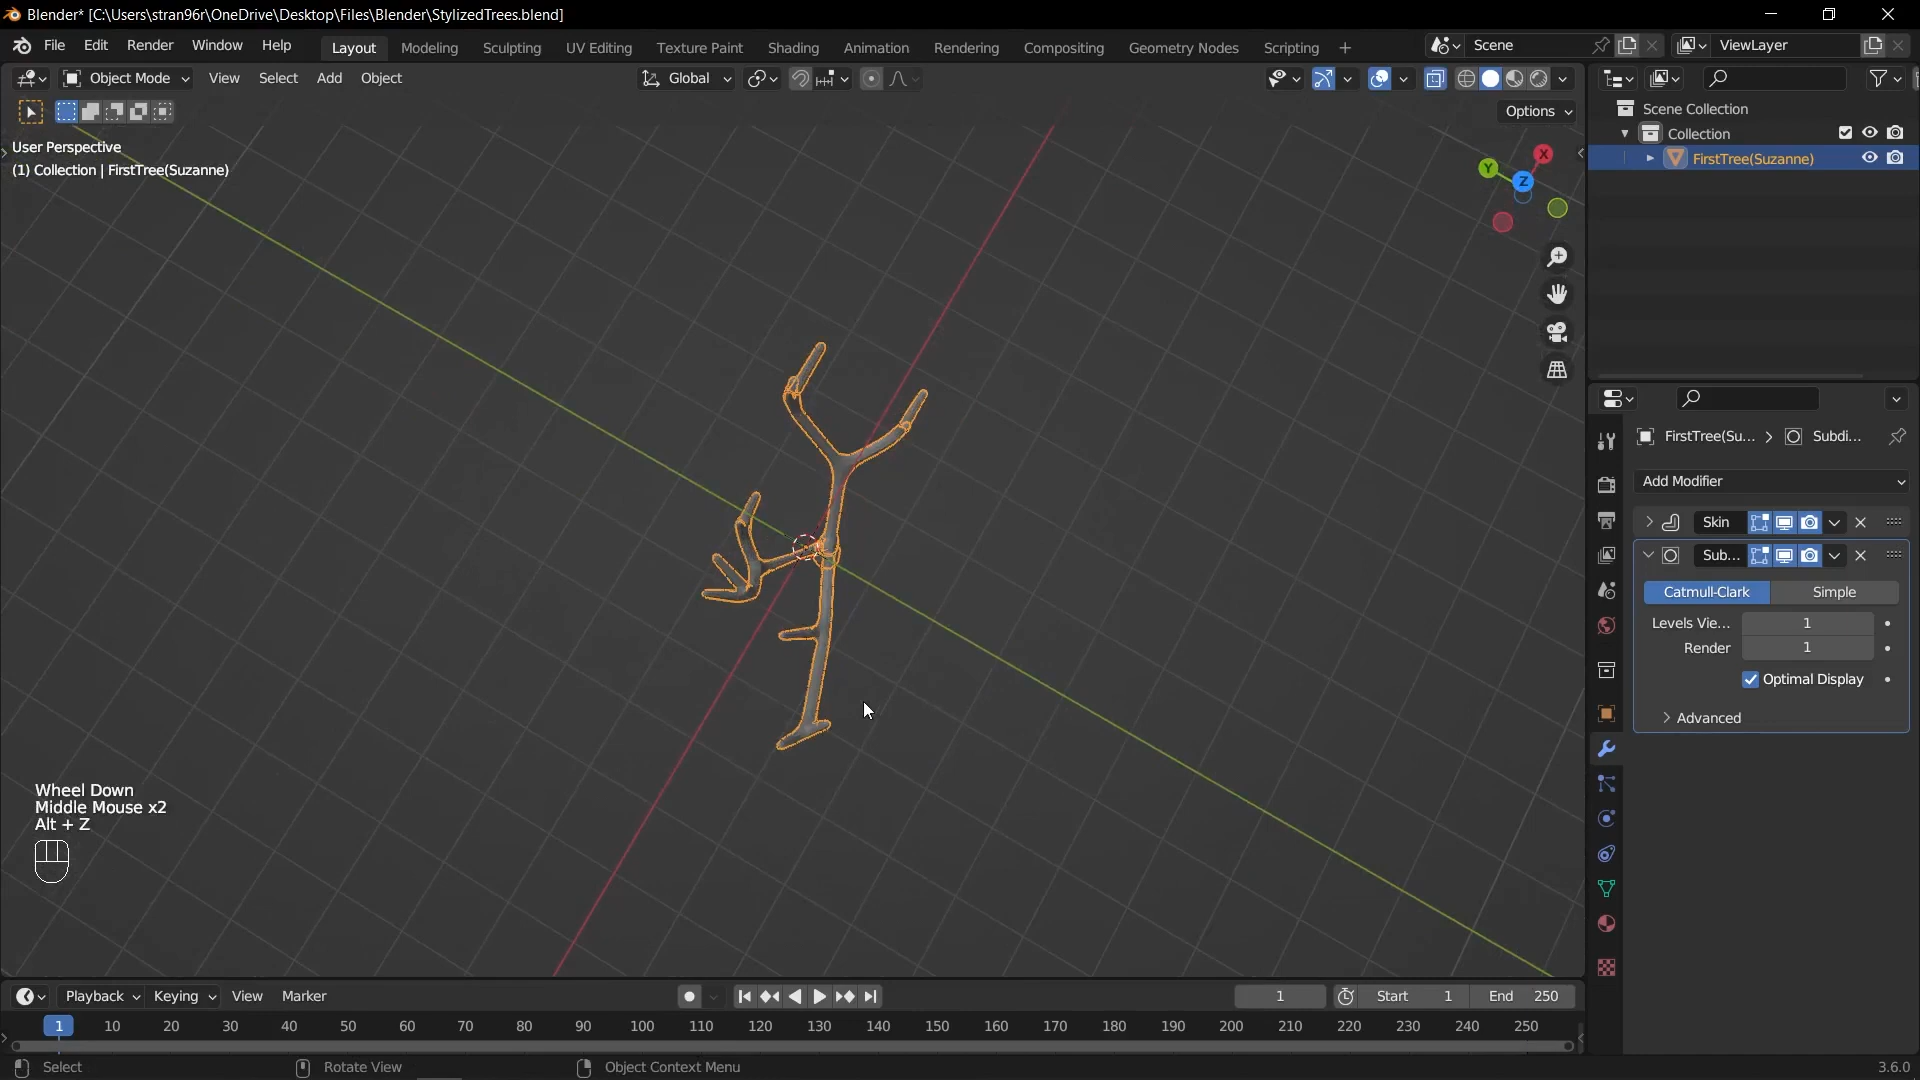 Blender* [C:\Users\stran96r\OneDrive\Desktop\Files\Blender\StylizedTrees.blend]
File Edit Render Window Help Layout Modeling Sculpting UV Editing Texture Paint Shading Animation Rendering Compositing Geometry Nodes Scripting + Scene ViewLayer
Object Mode View Select Add Object Global
Options
User Perspective
(1) Collection | FirstTree(Suzanne)
X
Y
Z
Scene Collection
Collection
FirstTree(Suzanne)
FirstTree(Su... > Subdi...
Add Modifier
Skin
Sub...
Catmull-Clark Simple
Levels Vie... 1
Render 1
Optimal Display
Advanced
Wheel Down
Middle Mouse x2
Alt + Z
Playback Keying View Marker 1 Start 1 End 250
1 10 20 30 40 50 60 70 80 90 100 110 120 130 140 150 160 170 180 190 200 210 220 230 240 250
Select Rotate View Object Context Menu 3.6.0